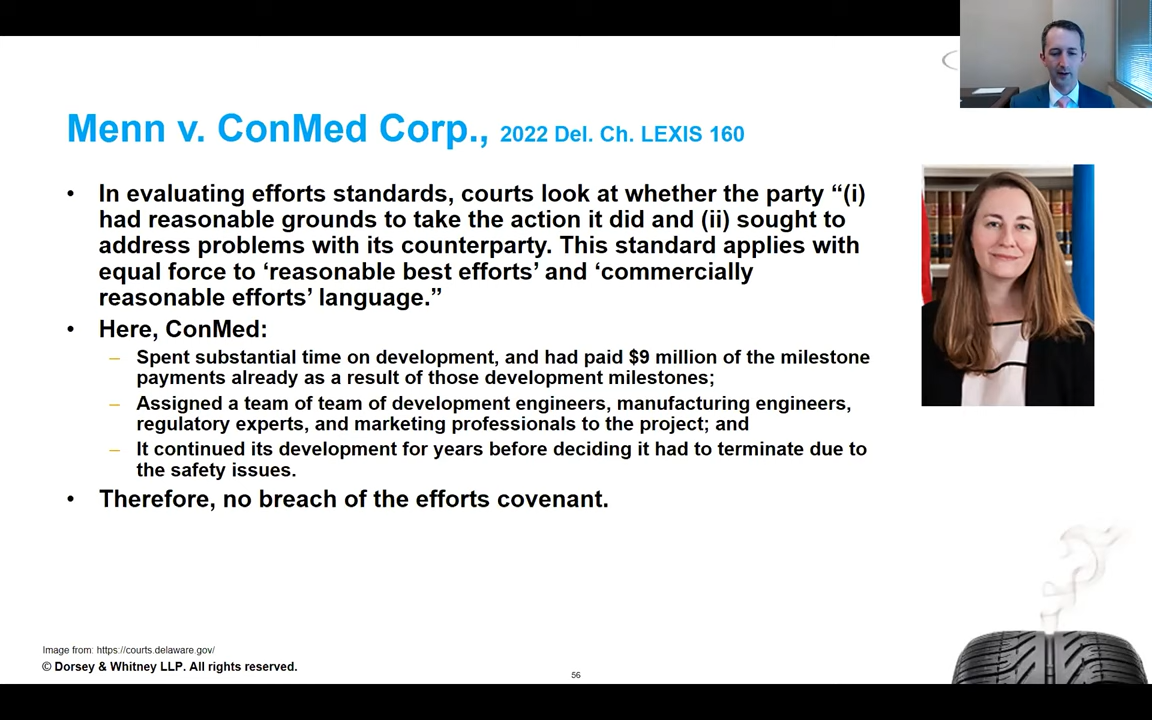 Menn v. ConMed Corp., 2022 Del. Ch. LEXIS 160
• In evaluating efforts standards, courts look at whether the party “(i)
had reasonable grounds to take the action it did and (ii) sought to
address problems with its counterparty. This standard applies with
equal force to ‘reasonable best efforts’ and ‘commercially
reasonable efforts’ language.”
• Here, ConMed:
– Spent substantial time on development, and had paid $9 million of the milestone
payments already as a result of those development milestones;
– Assigned a team of team of development engineers, manufacturing engineers,
regulatory experts, and marketing professionals to the project; and
– It continued its development for years before deciding it had to terminate due to
the safety issues.
• Therefore, no breach of the efforts covenant.
Image from: https://courts.delaware.gov/
© Dorsey & Whitney LLP. All rights reserved.
56